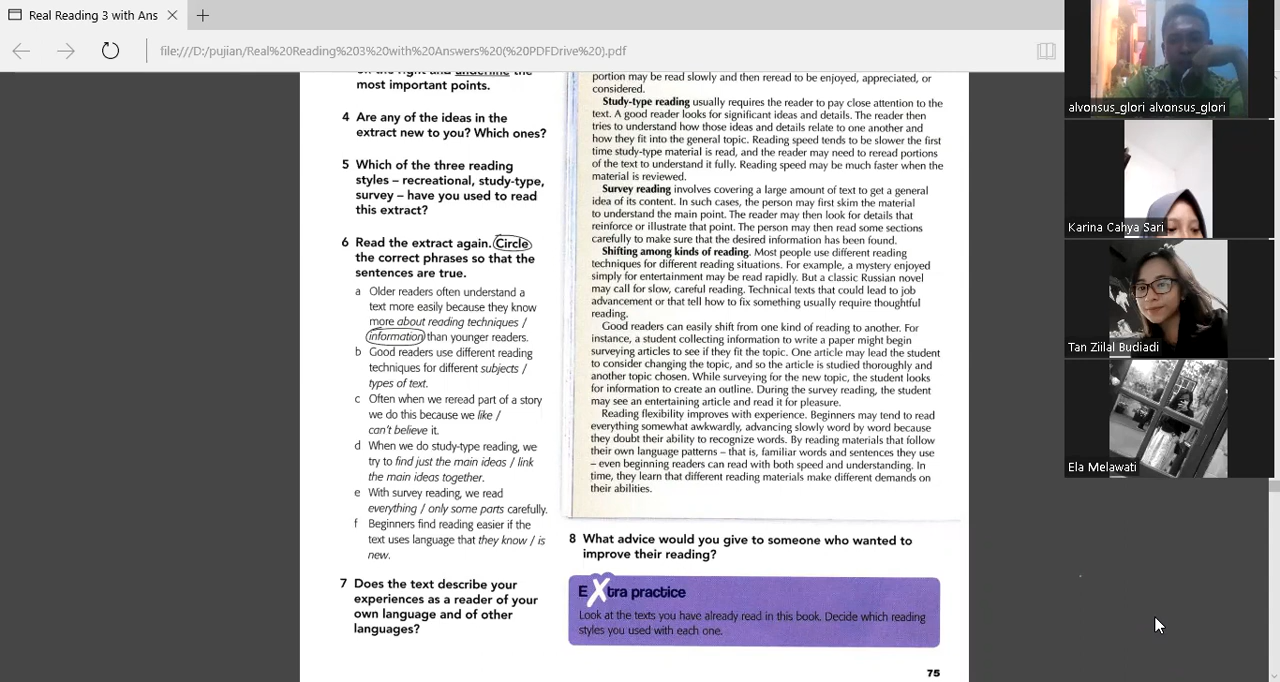 Real Reading 3 with Ans
file:///D:/pujian/Real%20Reading%203%20with%20Answers%20(%20PDFDrive%20).pdf
on the right and underline the
most important points.
4 Are any of the ideas in the
extract new to you? Which ones?
5 Which of the three reading
styles – recreational, study-type,
survey – have you used to read
this extract?
6 Read the extract again. Circle
the correct phrases so that the
sentences are true.
a Older readers often understand a
text more easily because they know
more about reading techniques /
information than younger readers.
b Good readers use different reading
techniques for different subjects /
types of text.
c Often when we reread part of a story
we do this because we like /
can't believe it.
d When we do study-type reading, we
try to find just the main ideas / link
the main ideas together.
e With survey reading, we read
everything / only some parts carefully.
f Beginners find reading easier if the
text uses language that they know / is
new.
7 Does the text describe your
experiences as a reader of your
own language and of other
languages?
portion may be read slowly and then reread to be enjoyed, appreciated, or
considered.
Study-type reading usually requires the reader to pay close attention to the
text. A good reader looks for significant ideas and details. The reader then
tries to understand how those ideas and details relate to one another and
how they fit into the general topic. Reading speed tends to be slower the first
time study-type material is read, and the reader may need to reread portions
of the text to understand it fully. Reading speed may be much faster when the
material is reviewed.
Survey reading involves covering a large amount of text to get a general
idea of its content. In such cases, the person may first skim the material
to understand the main point. The reader may then look for details that
reinforce or illustrate that point. The person may then read some sections
carefully to make sure that the desired information has been found.
Shifting among kinds of reading. Most people use different reading
techniques for different reading situations. For example, a mystery enjoyed
simply for entertainment may be read rapidly. But a classic Russian novel
may call for slow, careful reading. Technical texts that could lead to job
advancement or that tell how to fix something usually require thoughtful
reading.
Good readers can easily shift from one kind of reading to another. For
instance, a student collecting information to write a paper might begin
surveying articles to see if they fit the topic. One article may lead the student
to consider changing the topic, and so the article is studied thoroughly and
another topic chosen. While surveying for the new topic, the student looks
for information to create an outline. During the survey reading, the student
may see an entertaining article and read it for pleasure.
Reading flexibility improves with experience. Beginners may tend to read
everything somewhat awkwardly, advancing slowly word by word because
they doubt their ability to recognize words. By reading materials that follow
their own language patterns – that is, familiar words and sentences they use
– even beginning readers can read with both speed and understanding. In
time, they learn that different reading materials make different demands on
their abilities.
8 What advice would you give to someone who wanted to
improve their reading?
EXtra practice
Look at the texts you have already read in this book. Decide which reading
styles you used with each one.
75
alvonsus_glori alvonsus_glori
Karina Cahya Sari
Tan Ziilal Budiadi
Ela Melawati